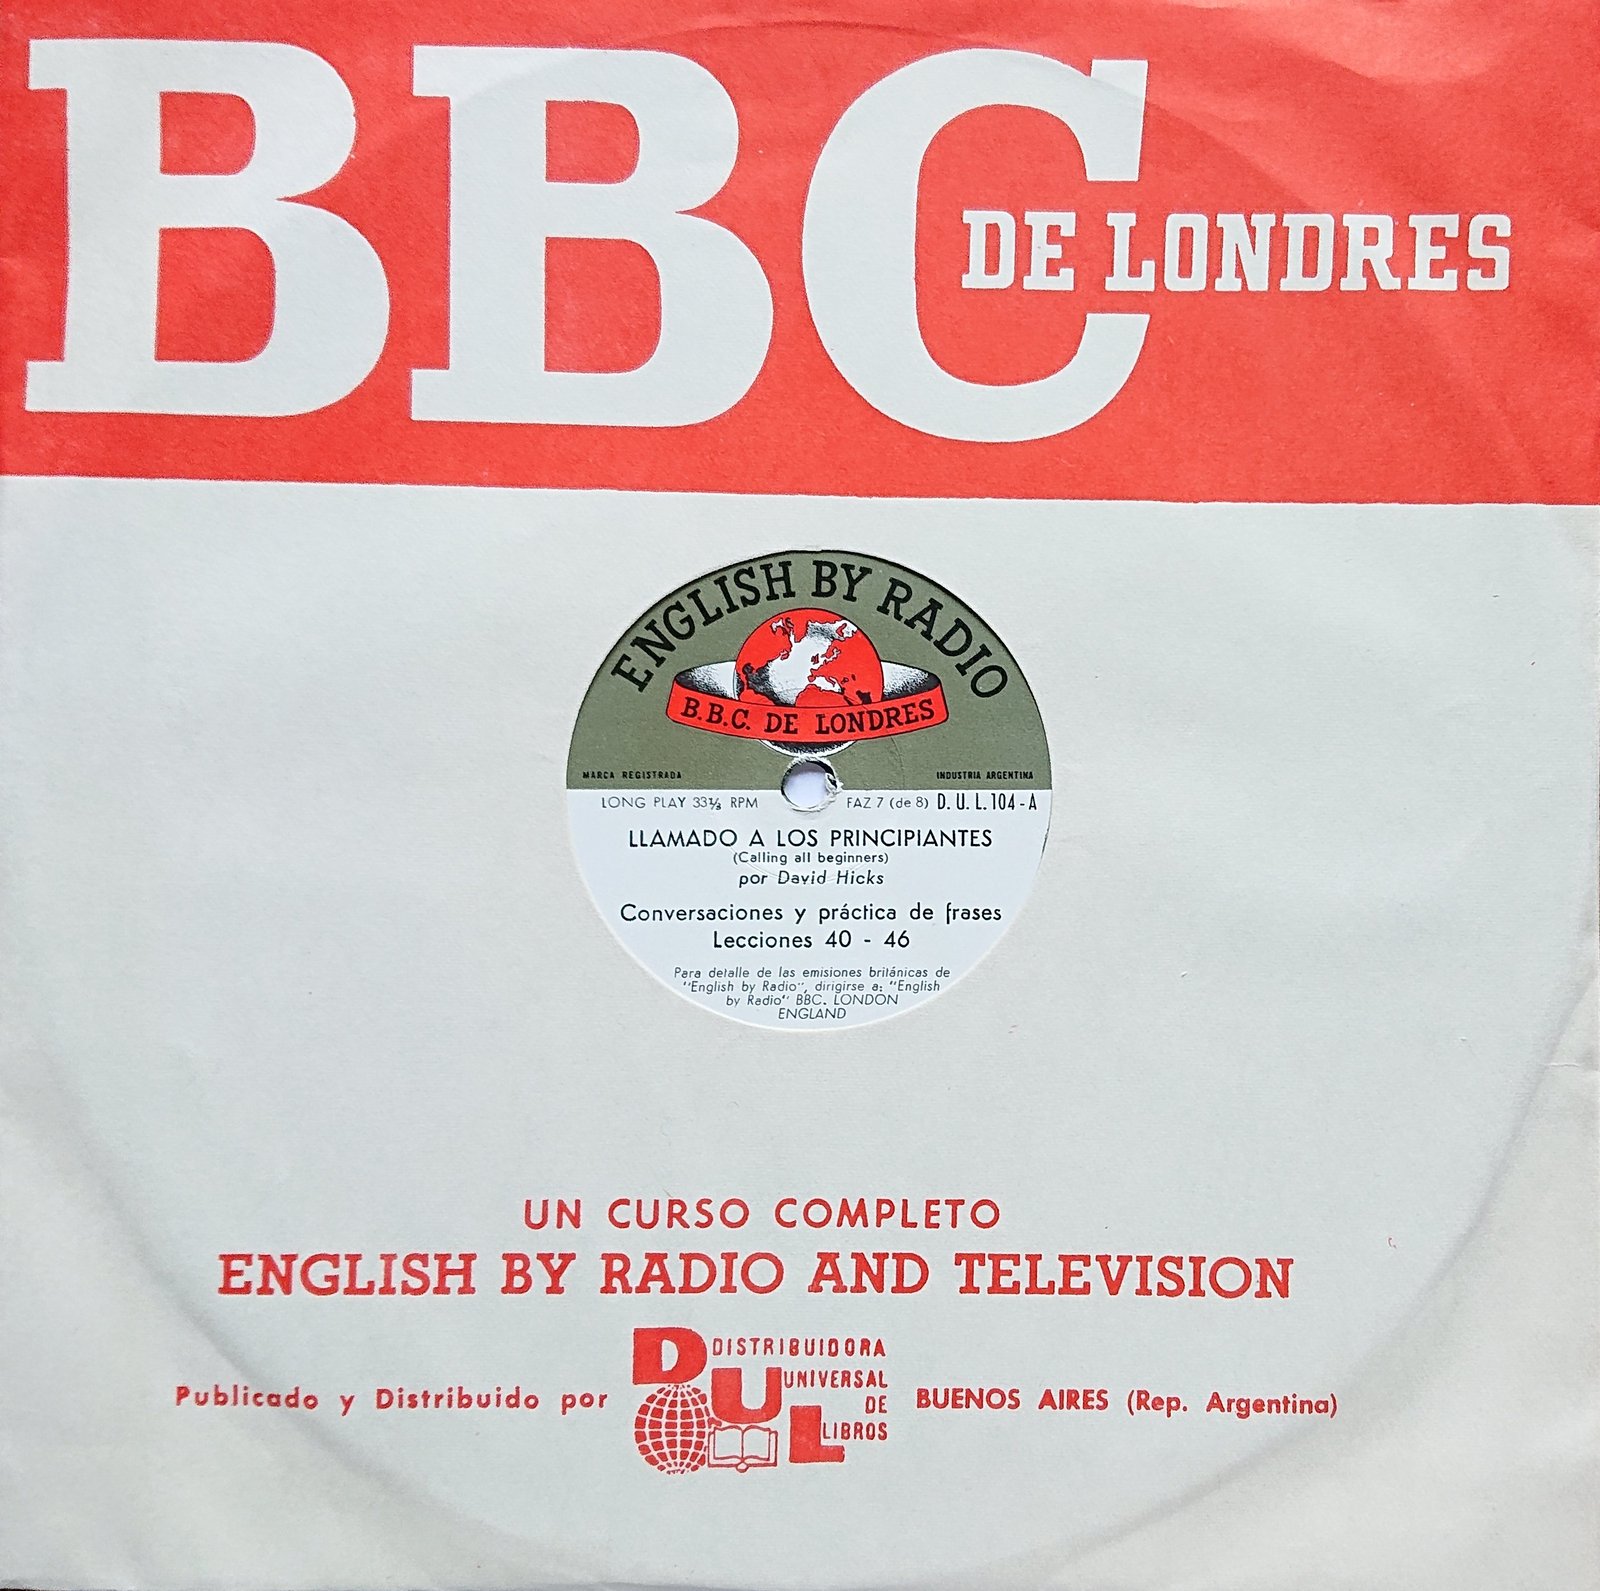 BBC
DE LONDRES
ENGLISH BY RADIO
B.B.C. DE LONDRES
MARCA REGISTRADA
INDUSTRIA ARGENTINA
LONG PLAY 33⅓ RPM
FAZ 7 (de 8) D. U. L. 104 - A
LLAMADO A LOS PRINCIPIANTES
(Calling all beginners)
por David Hicks
Conversaciones y práctica de frases
Lecciones 40 - 46
Para detalle de las emisiones británicas de
"English by Radio", dirigirse a: "English
by Radio" BBC. LONDON
ENGLAND
UN CURSO COMPLETO
ENGLISH BY RADIO AND TELEVISION
Publicado y Distribuido por
DUL
DISTRIBUIDORA
UNIVERSAL
DE
LIBROS
BUENOS AIRES (Rep. Argentina)